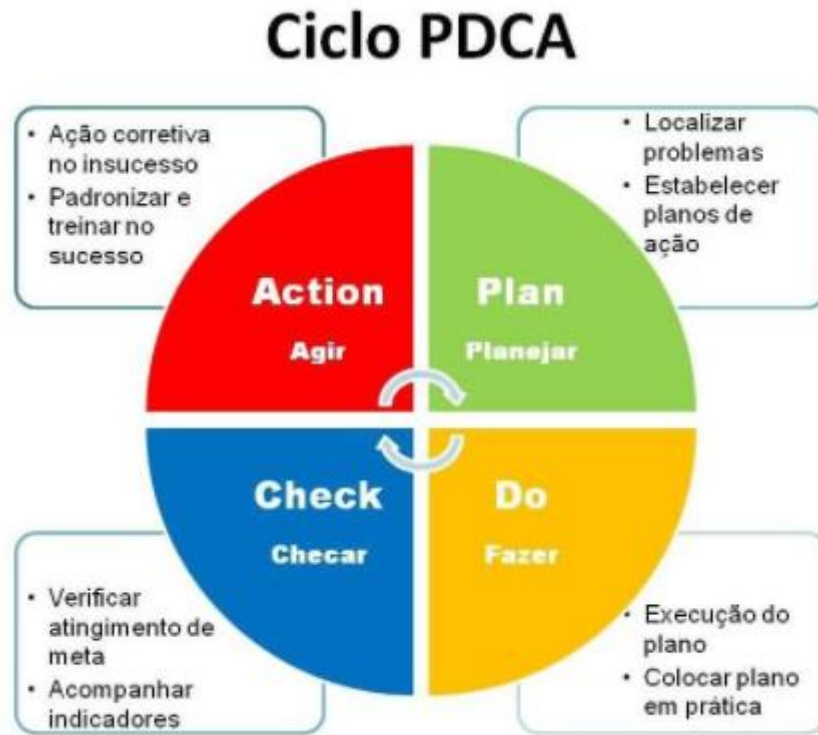 Ciclo PDCA
• Ação corretiva
no insucesso
• Padronizar e
treinar no
sucesso
• Localizar
problemas
• Estabelecer
planos de
ação
Action
Agir
Plan
Planejar
Check
Checar
Do
Fazer
• Verificar
atingimento de
meta
• Acompanhar
indicadores
• Execução do
plano
• Colocar plano
em prática